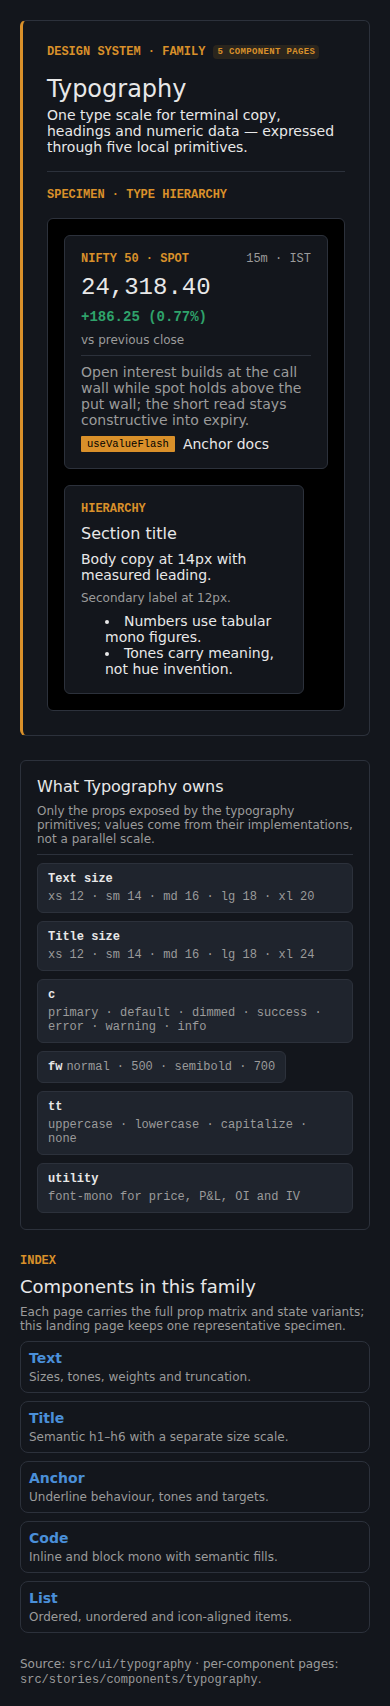 DESIGN SYSTEM · FAMILY 5 COMPONENT PAGES
Typography
One type scale for terminal copy,
headings and numeric data — expressed
through five local primitives.
SPECIMEN · TYPE HIERARCHY
NIFTY 50 · SPOT 15m · IST
24,318.40
+186.25 (0.77%)
vs previous close
Open interest builds at the call
wall while spot holds above the
put wall; the short read stays
constructive into expiry.
useValueFlash Anchor docs
HIERARCHY
Section title
Body copy at 14px with
measured leading.
Secondary label at 12px.
• Numbers use tabular
mono figures.
• Tones carry meaning,
not hue invention.
What Typography owns
Only the props exposed by the typography
primitives; values come from their implementations,
not a parallel scale.
Text size
xs 12 · sm 14 · md 16 · lg 18 · xl 20
Title size
xs 12 · sm 14 · md 16 · lg 18 · xl 24
c
primary · default · dimmed · success ·
error · warning · info
fw normal · 500 · semibold · 700
tt
uppercase · lowercase · capitalize ·
none
utility
font-mono for price, P&L, OI and IV
INDEX
Components in this family
Each page carries the full prop matrix and state variants;
this landing page keeps one representative specimen.
Text
Sizes, tones, weights and truncation.
Title
Semantic h1–h6 with a separate size scale.
Anchor
Underline behaviour, tones and targets.
Code
Inline and block mono with semantic fills.
List
Ordered, unordered and icon-aligned items.
Source: src/ui/typography · per-component pages:
src/stories/components/typography.